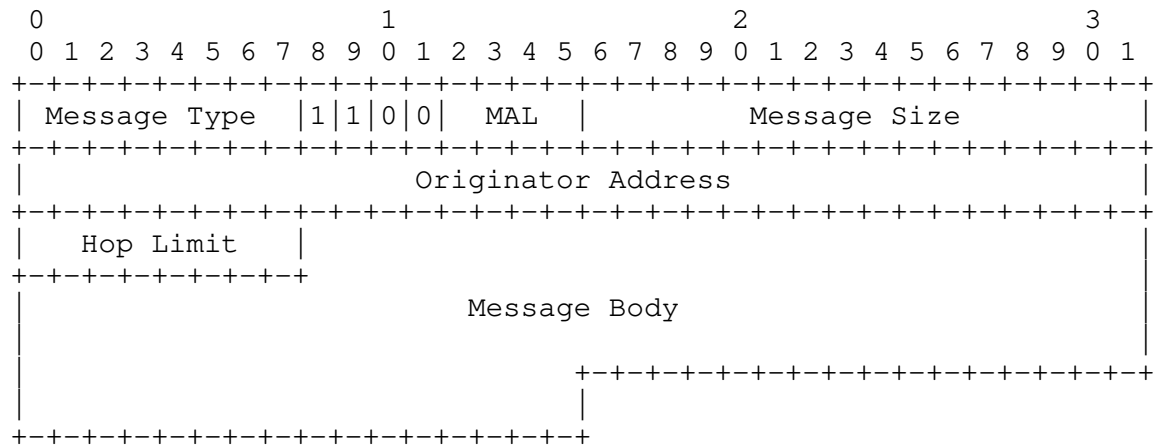 0                   1                   2                   3
 0 1 2 3 4 5 6 7 8 9 0 1 2 3 4 5 6 7 8 9 0 1 2 3 4 5 6 7 8 9 0 1
+-+-+-+-+-+-+-+-+-+-+-+-+-+-+-+-+-+-+-+-+-+-+-+-+-+-+-+-+-+-+-+-+
| Message Type  |1|1|0|0|  MAL  |         Message Size          |
+-+-+-+-+-+-+-+-+-+-+-+-+-+-+-+-+-+-+-+-+-+-+-+-+-+-+-+-+-+-+-+-+
|                      Originator Address                       |
+-+-+-+-+-+-+-+-+-+-+-+-+-+-+-+-+-+-+-+-+-+-+-+-+-+-+-+-+-+-+-+-+
|   Hop Limit   |                                               |
+-+-+-+-+-+-+-+-+                                               |
|                         Message Body                          |
|                                                               |
|                               +-+-+-+-+-+-+-+-+-+-+-+-+-+-+-+-+
|                               |
+-+-+-+-+-+-+-+-+-+-+-+-+-+-+-+-+